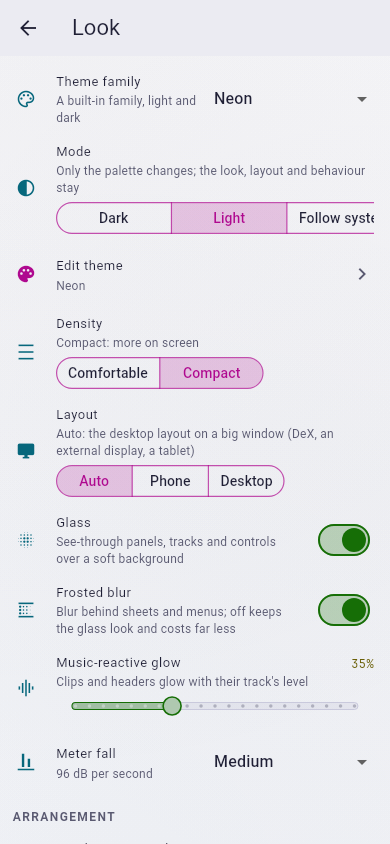 Look
Theme family
A built-in family, light and
dark
Neon
Mode
Only the palette changes; the look, layout and behaviour
stay
Dark
Light
Follow syste
Edit theme
Neon
Density
Compact: more on screen
Comfortable
Compact
Layout
Auto: the desktop layout on a big window (DeX, an
external display, a tablet)
Auto
Phone
Desktop
Glass
See-through panels, tracks and controls
over a soft background
Frosted blur
Blur behind sheets and menus; off keeps
the glass look and costs far less
Music-reactive glow
35%
Clips and headers glow with their track's level
Meter fall
96 dB per second
Medium
ARRANGEMENT